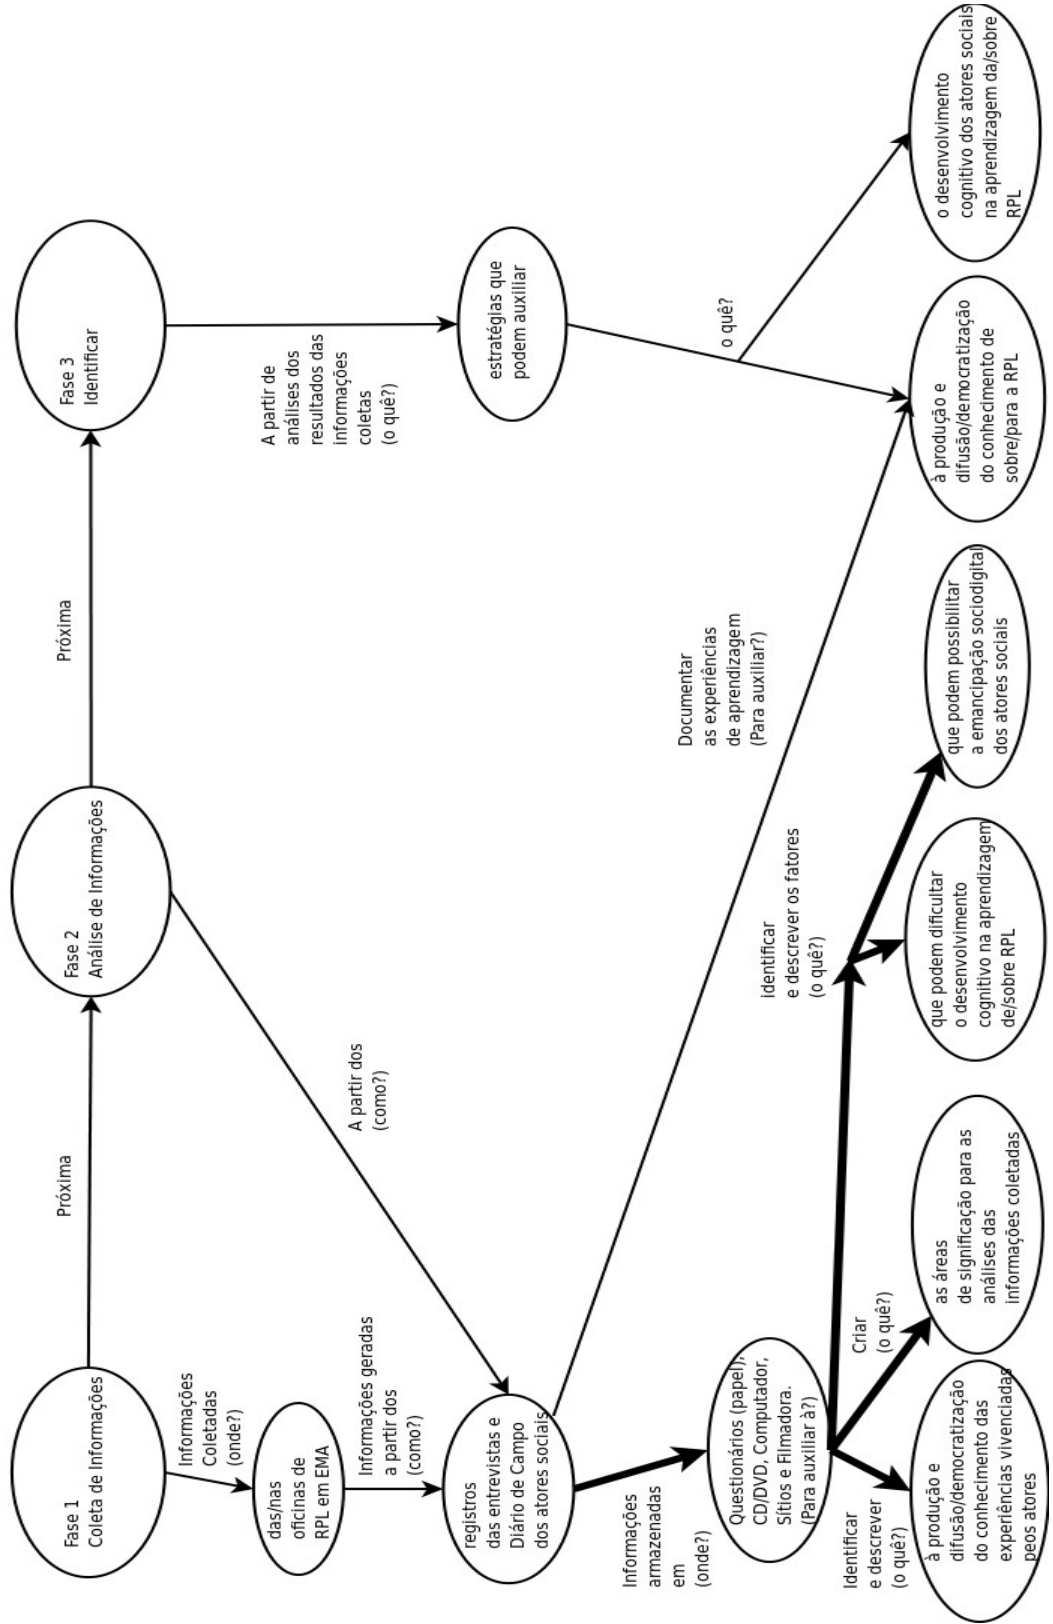 Fase 1
Coleta de Informações
Próxima
Fase 2
Análise de Informações
Próxima
Fase 3
Identificar
Informações
Coletadas
(onde?)
das/nas
oficinas de
RPL em EMA
Informações geradas
a partir dos
(como?)
A partir dos
(como?)
A partir de
análises dos
resultados das
informações
coletas
(o quê?)
registros
das entrevistas e
Diário de Campo
dos atores sociais
estratégias que
podem auxiliar
Informações
armazenadas
em
(onde?)
Documentar
as experiências
de aprendizagem
(Para auxiliar?)
o quê?
Questionários (papel),
CD/DVD, Computador,
Sítios e Filmadora.
(Para auxiliar à?)
identificar
e descrever os fatores
(o quê?)
Identificar
e descrever
(o quê?)
Criar
(o quê?)
à produção e
difusão/democratização
do conhecimento das
experiências vivenciadas
peos atores
as áreas
de significação para as
análises das
informações coletadas
que podem dificultar
o desenvolvimento
cognitivo na aprendizagem
de/sobre RPL
que podem possibilitar
a emancipação sociodigital
dos atores sociais
à produção e
difusão/democratização
do conhecimento de
sobre/para a RPL
o desenvolvimento
cognitivo dos atores sociais
na aprendizagem da/sobre
RPL